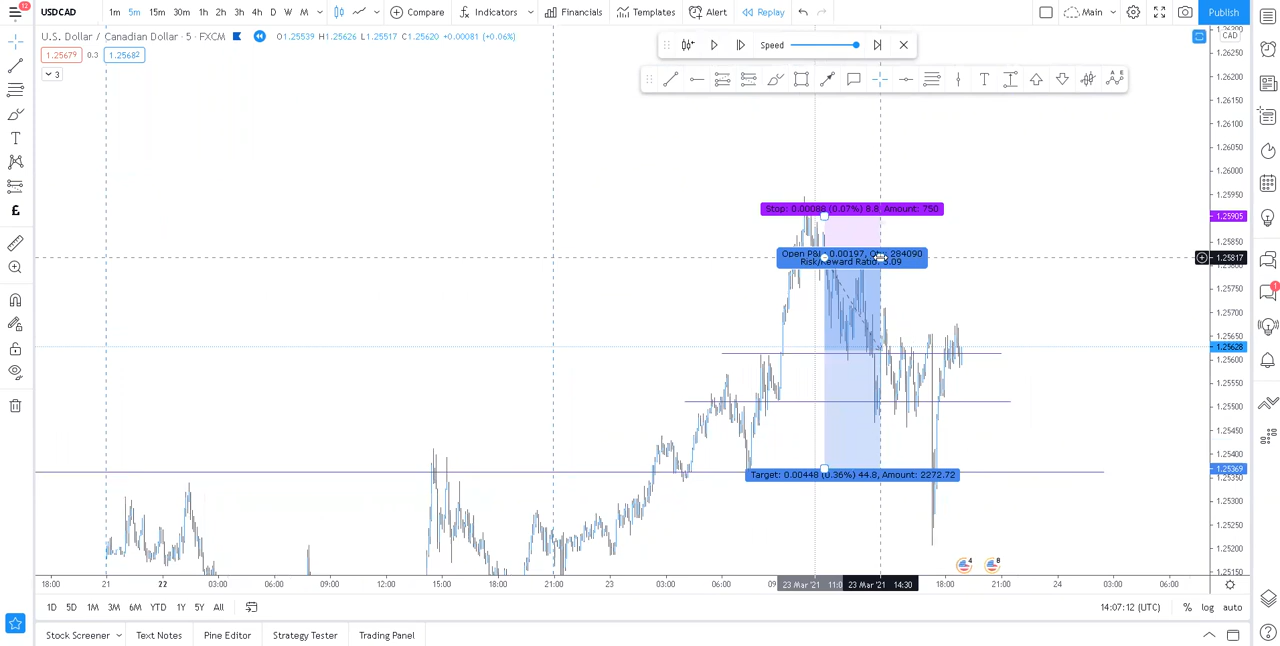 12
USDCAD
1m 5m 15m 30m 1h 2h 3h 4h D W M
Compare
Indicators
Financials
Templates
Alert
Replay
Main
Publish
U.S. Dollar / Canadian Dollar · 5 · FXCM
O1.25539 H1.25626 L1.25517 C1.25620 +0.00081 (+0.06%)
1.25679 0.3 1.25682
3
Speed
CAD
1.26250
1.26200
1.26150
1.26100
1.26050
1.26000
1.25950
1.25905
1.25850
1.25817
1.25750
1.25700
1.25650
1.25628
1.25600
1.25550
1.25500
1.25450
1.25400
1.25369
1.25350
1.25300
1.25250
1.25200
1.25150
Stop: 0.00088 (0.07%) 8.8, Amount: 750
Target: 0.00448 (0.36%) 44.8, Amount: 2272.72
4
8
1
18:00 21 03:00 22 03:00 06:00 09:00 12:00 15:00 18:00 21:00 23 03:00 06:00
23 Mar '21
23 Mar '21 14:30
18:00 21:00 24 03:00 06:00
1D 5D 1M 3M 6M YTD 1Y 5Y All
14:07:12 (UTC) % log auto
Stock Screener Text Notes Pine Editor Strategy Tester Trading Panel